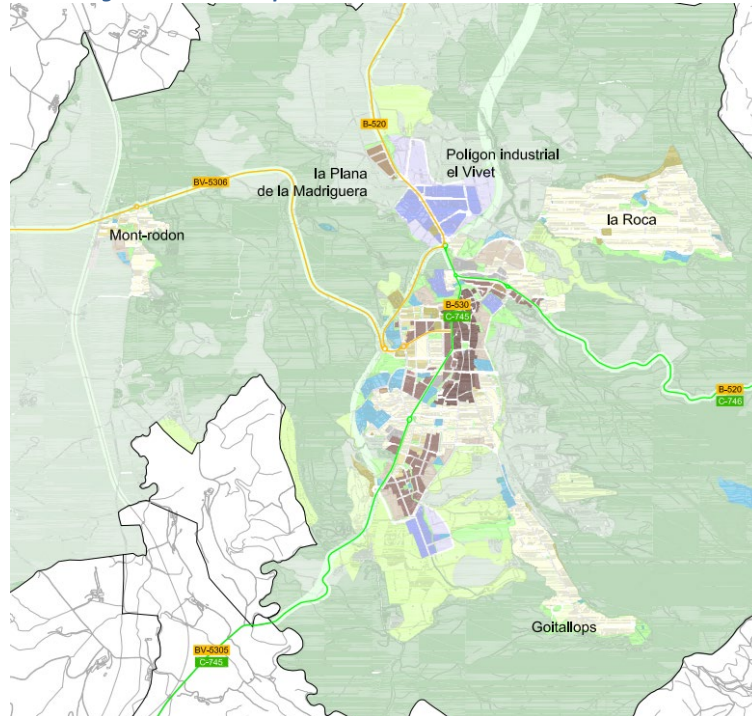 B-520
Polígon industrial
el Vivet
la Plana
de la Madriguera
BV-5306
la Roca
Mont-rodon
B-530
C-745
B-520
C-746
Goitallops
BV-5305
C-745